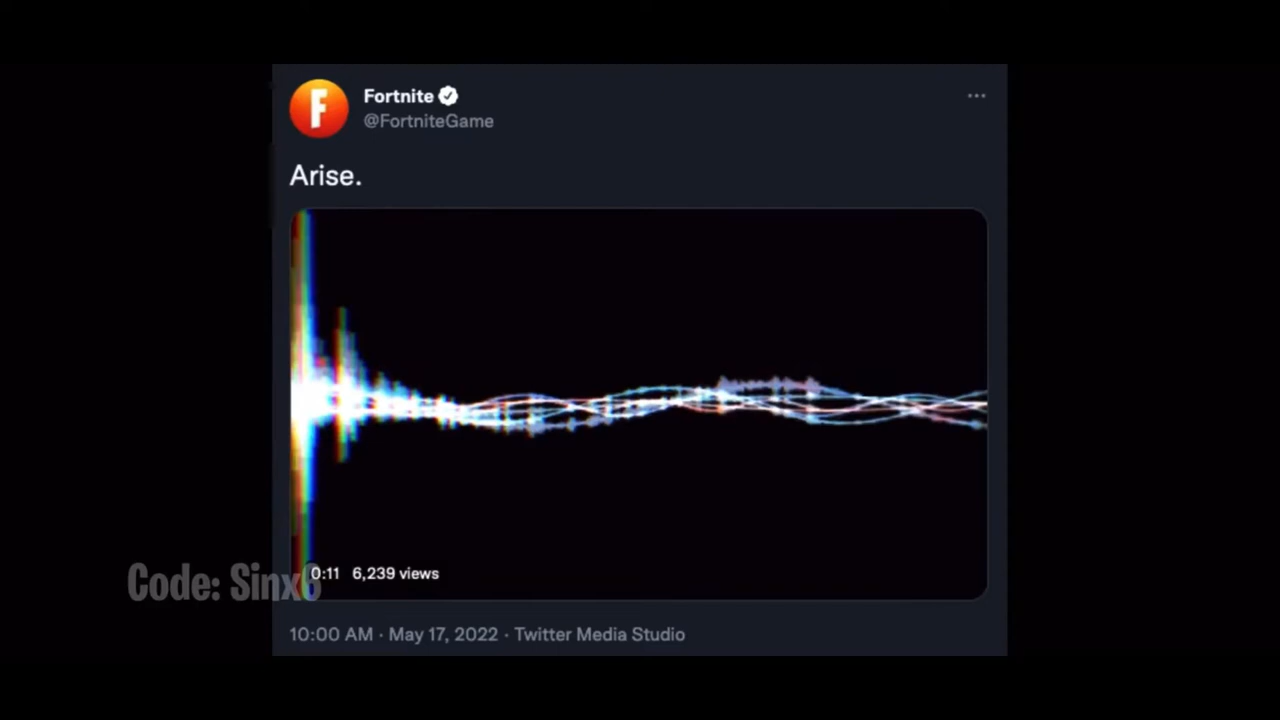 F
Fortnite
@FortniteGame
...
Arise.
0:11 6,239 views
Code: Sinx6
10:00 AM · May 17, 2022 · Twitter Media Studio